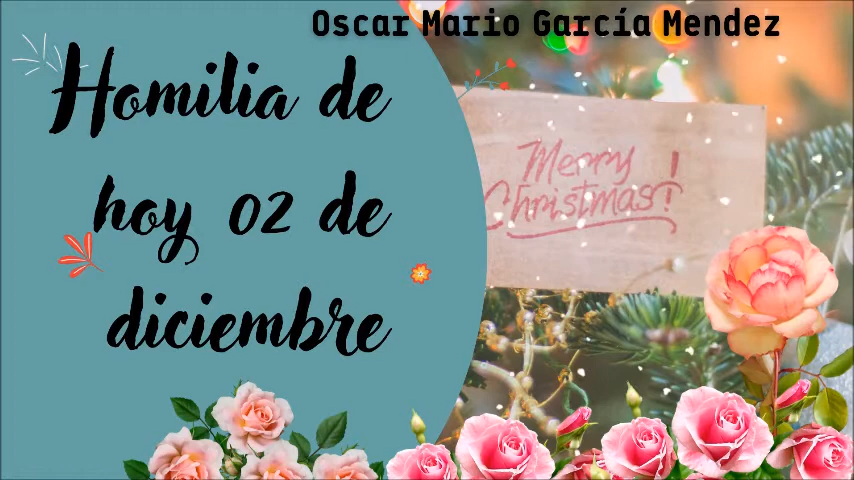 Oscar Mario García Mendez
Homilia de
hoy 02 de
diciembre
Merry
Christmas!